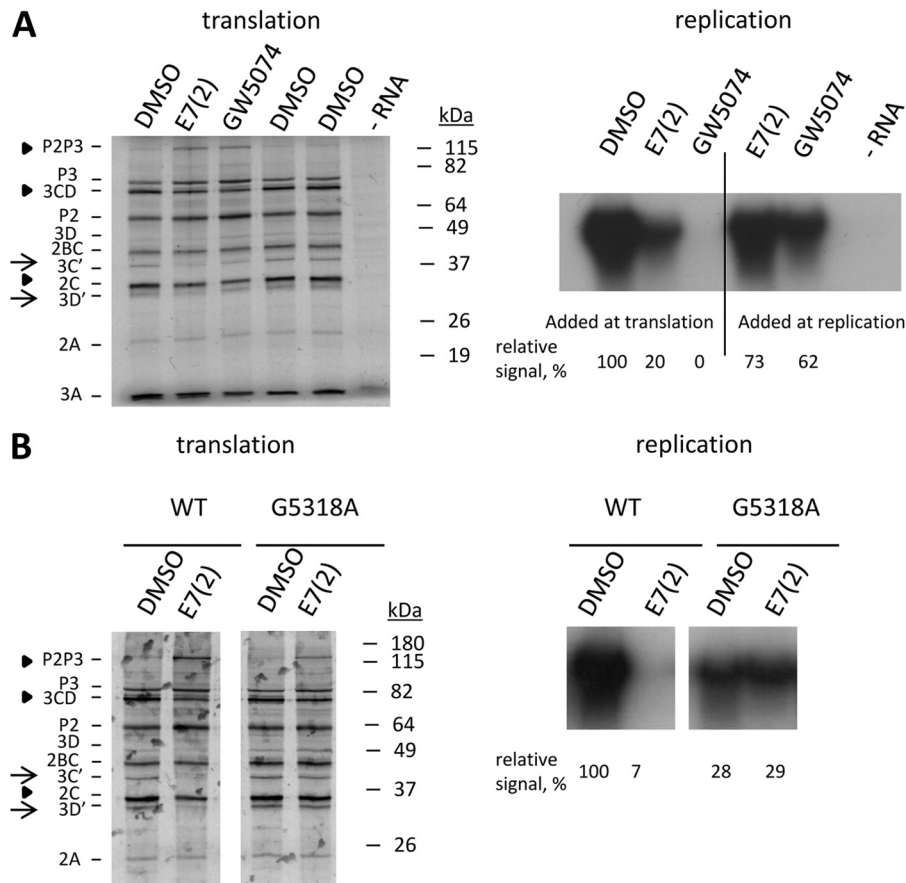 A
translation
replication
DMSO
E7(2)
GW5074
DMSO
DMSO
- RNA
kDa
DMSO
E7(2)
GW5074
E7(2)
GW5074
- RNA
P2P3
P3
3CD
P2
3D
2BC
3C'
2C
3D'
2A
3A
115
82
64
49
37
26
19
Added at translation
Added at replication
relative
signal, %
100 20 0 73 62
B
translation
replication
WT
G5318A
WT
G5318A
DMSO
E7(2)
DMSO
E7(2)
kDa
DMSO
E7(2)
DMSO
E7(2)
P2P3
P3
3CD
P2
3D
2BC
3C'
2C
3D'
2A
180
115
82
64
49
37
26
relative
signal, %
100 7 28 29